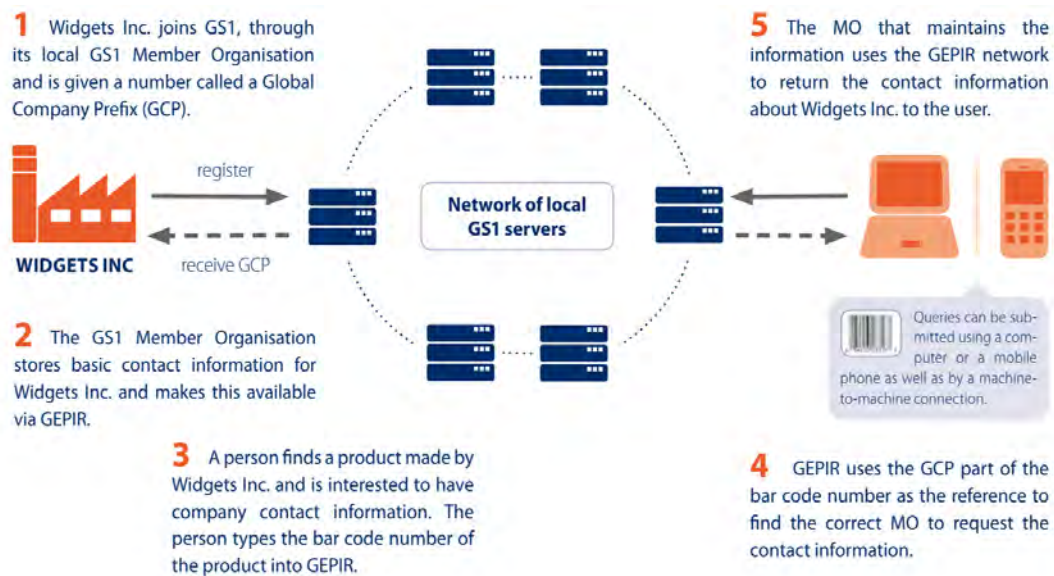 1 Widgets Inc. joins GS1, through
its local GS1 Member Organisation
and is given a number called a Global
Company Prefix (GCP).
register
receive GCP
WIDGETS INC
2 The GS1 Member Organisation
stores basic contact information for
Widgets Inc. and makes this available
via GEPIR.
3 A person finds a product made by
Widgets Inc. and is interested to have
company contact information. The
person types the bar code number of
the product into GEPIR.
Network of local
GS1 servers
5 The MO that maintains the
information uses the GEPIR network
to return the contact information
about Widgets Inc. to the user.
Queries can be sub-
mitted using a com-
puter or a mobile
phone as well as by a machine-
to-machine connection.
4 GEPIR uses the GCP part of the
bar code number as the reference to
find the correct MO to request the
contact information.